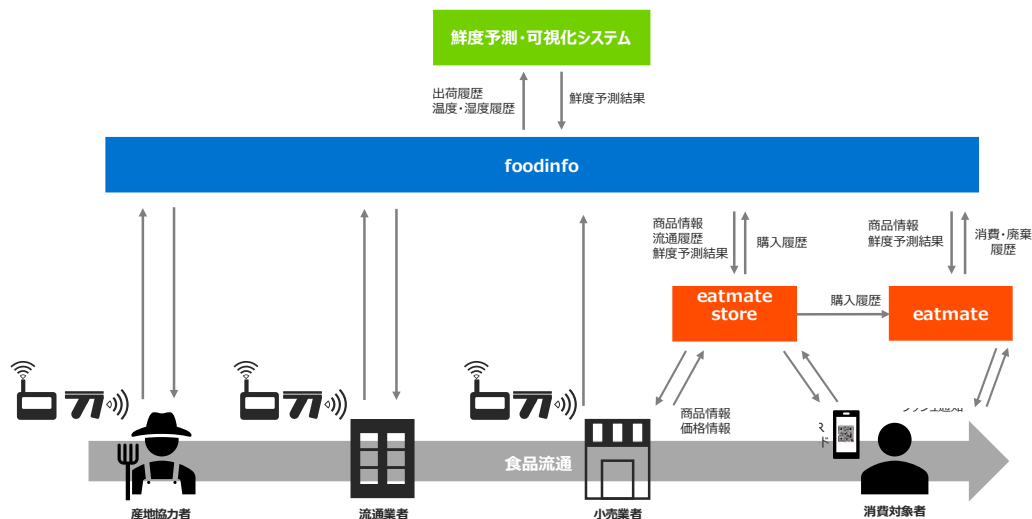 鮮度予測・可視化システム
出荷履歴
温度・湿度履歴
鮮度予測結果
foodinfo
商品情報
流通履歴
鮮度予測結果
購入履歴
商品情報
鮮度予測結果
消費・廃棄
履歴
eatmate
store
購入履歴
eatmate
商品情報
価格情報
食品流通
産地協力者
流通業者
小売業者
消費対象者